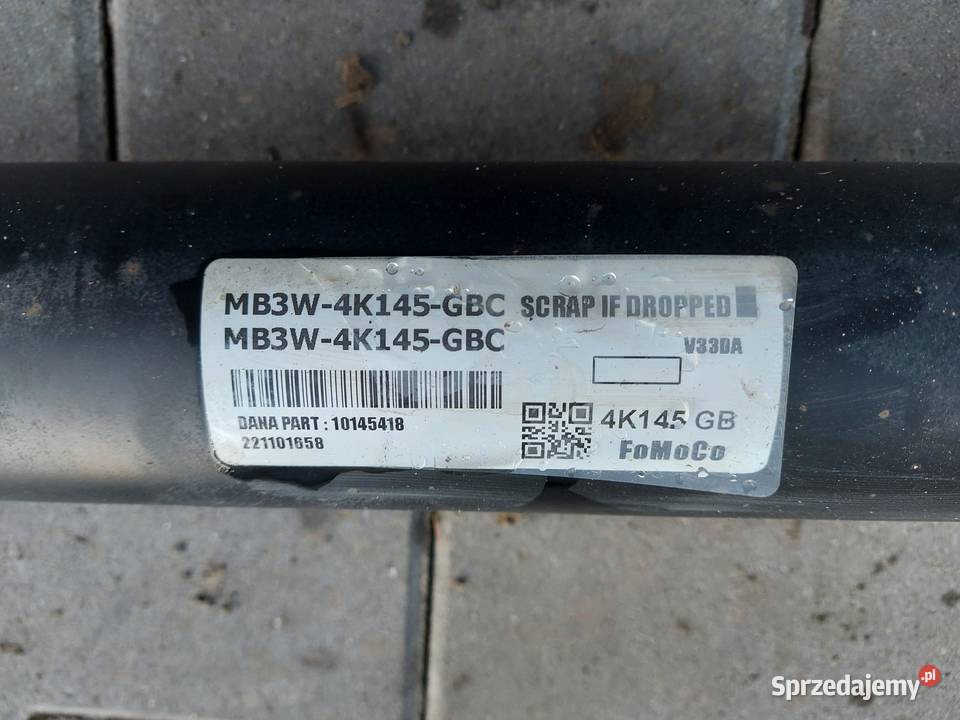 MB3W-4K145-GBC SCRAP IF DROPPED
MB3W-4K145-GBC
V33DA
DANA PART : 10145418
221101658
4K145 GB
FoMoCo
Sprzedajemy.pl